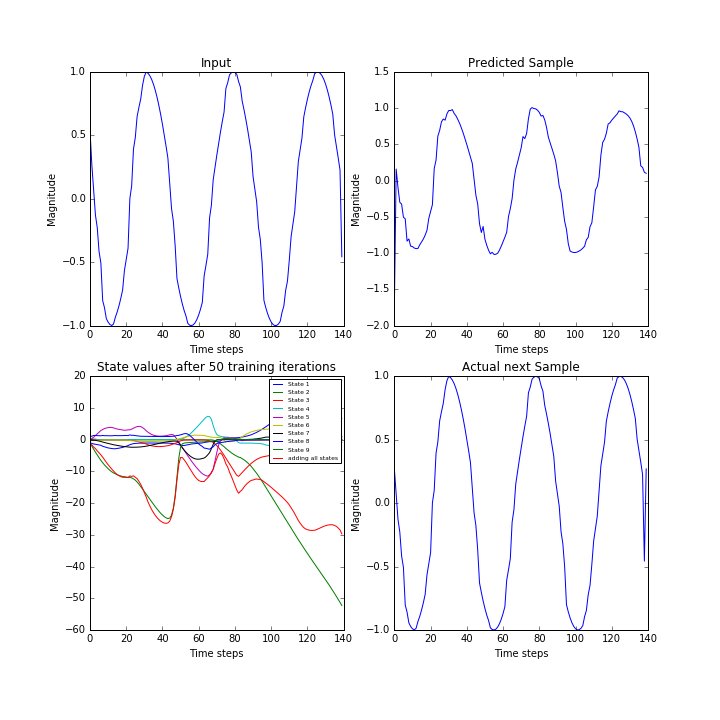 Input
Magnitude
1.0
0.5
0.0
−0.5
−1.0
0 20 40 60 80 100 120 140
Time steps
Predicted Sample
Magnitude
1.5
1.0
0.5
0.0
−0.5
−1.0
−1.5
−2.0
0 20 40 60 80 100 120 140
Time steps
State values after 50 training iterations
Magnitude
20
10
0
−10
−20
−30
−40
−50
−60
0 20 40 60 80 100 120 140
Time steps
State 1
State 2
State 3
State 4
State 5
State 6
State 7
State 8
State 9
adding all states
Actual next Sample
Magnitude
1.0
0.5
0.0
−0.5
−1.0
0 20 40 60 80 100 120 140
Time steps